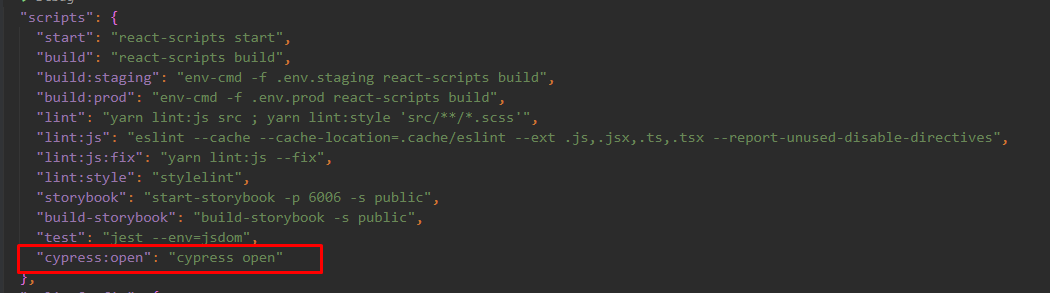 "scripts": {
"start": "react-scripts start",
"build": "react-scripts build",
"build:staging": "env-cmd -f .env.staging react-scripts build",
"build:prod": "env-cmd -f .env.prod react-scripts build",
"lint": "yarn lint:js src ; yarn lint:style 'src/**/*.scss'",
"lint:js": "eslint --cache --cache-location=.cache/eslint --ext .js,.jsx,.ts,.tsx --report-unused-disable-directives",
"lint:js:fix": "yarn lint:js --fix",
"lint:style": "stylelint",
"storybook": "start-storybook -p 6006 -s public",
"build-storybook": "build-storybook -s public",
"test": "jest --env=jsdom",
"cypress:open": "cypress open"
},